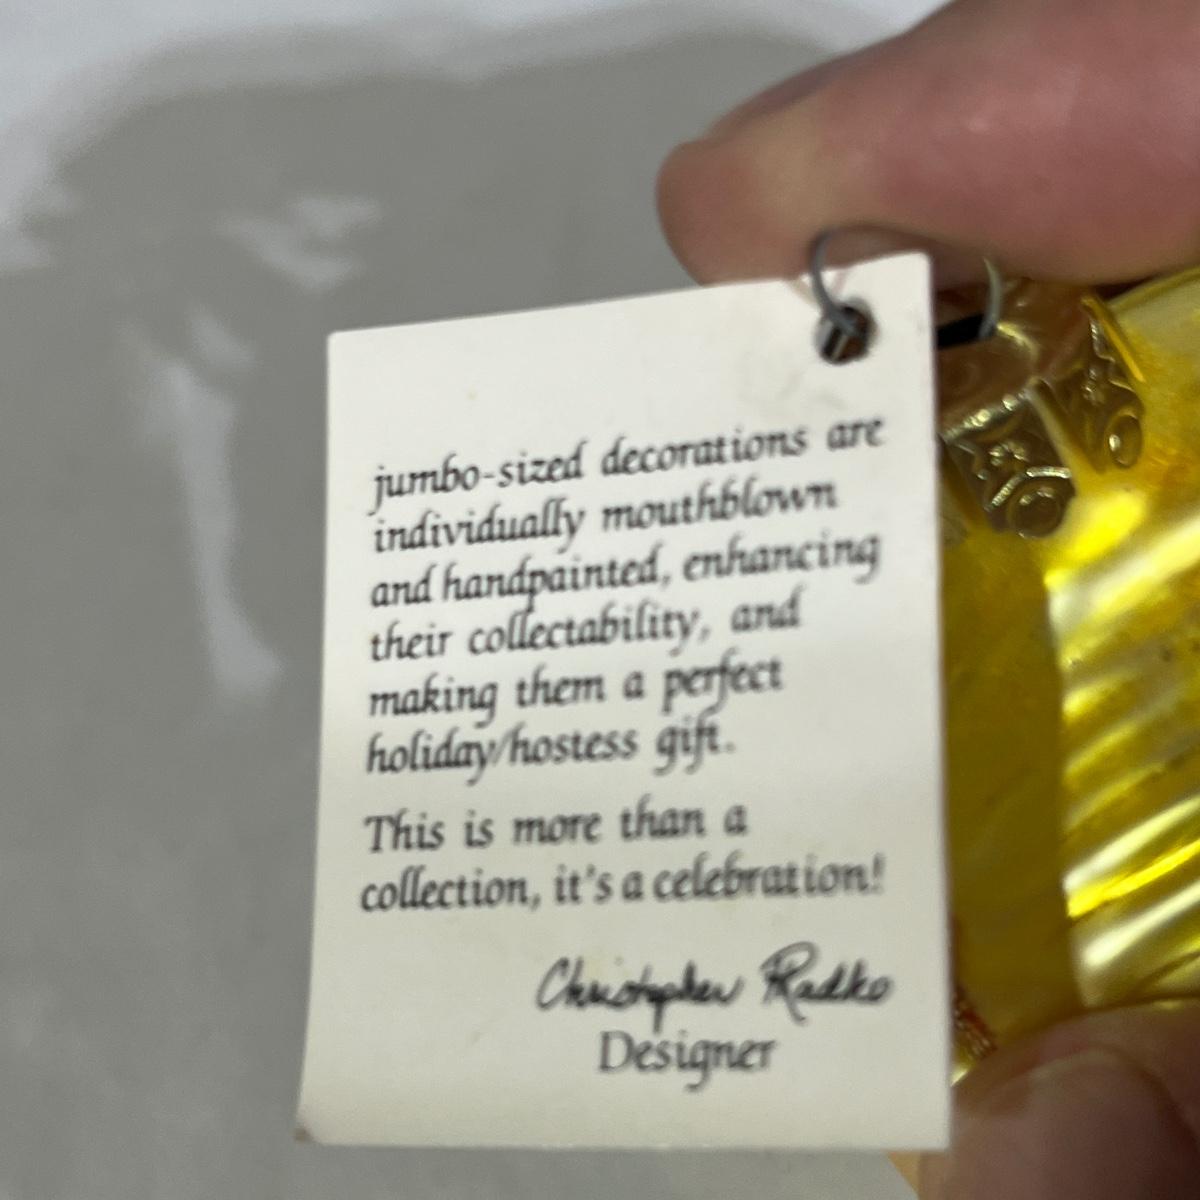 jumbo-sized decorations are
individually mouthblown
and handpainted, enhancing
their collectability, and
making them a perfect
holiday/hostess gift.
This is more than a
collection, it's a celebration!
Christopher Radko
Designer